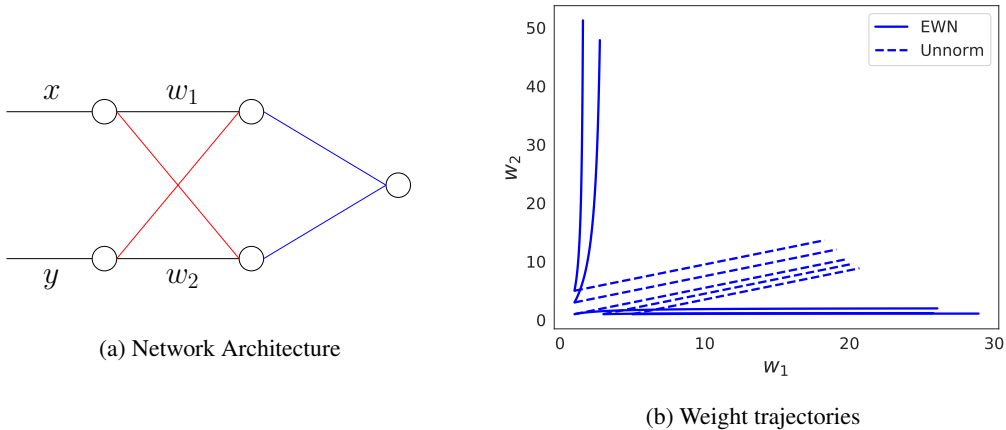 x
w₁
y
w₂
(a) Network Architecture
50
40
30
20
10
0
w₂
EWN
Unnorm
0
10
20
30
w₁
(b) Weight trajectories